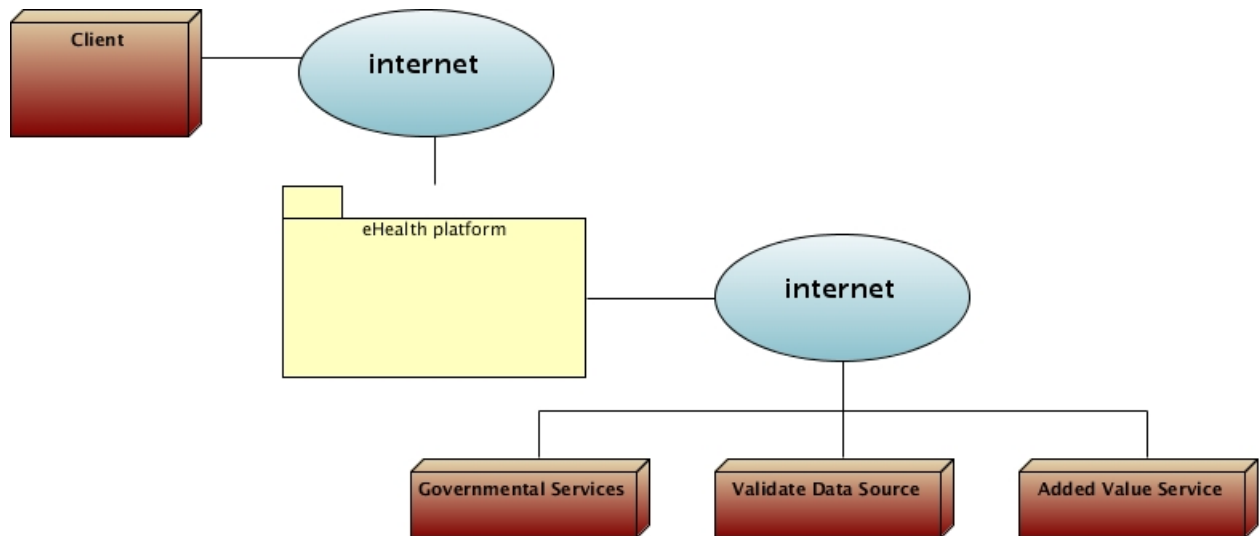 Client
internet
eHealth platform
internet
Governmental Services
Validate Data Source
Added Value Service